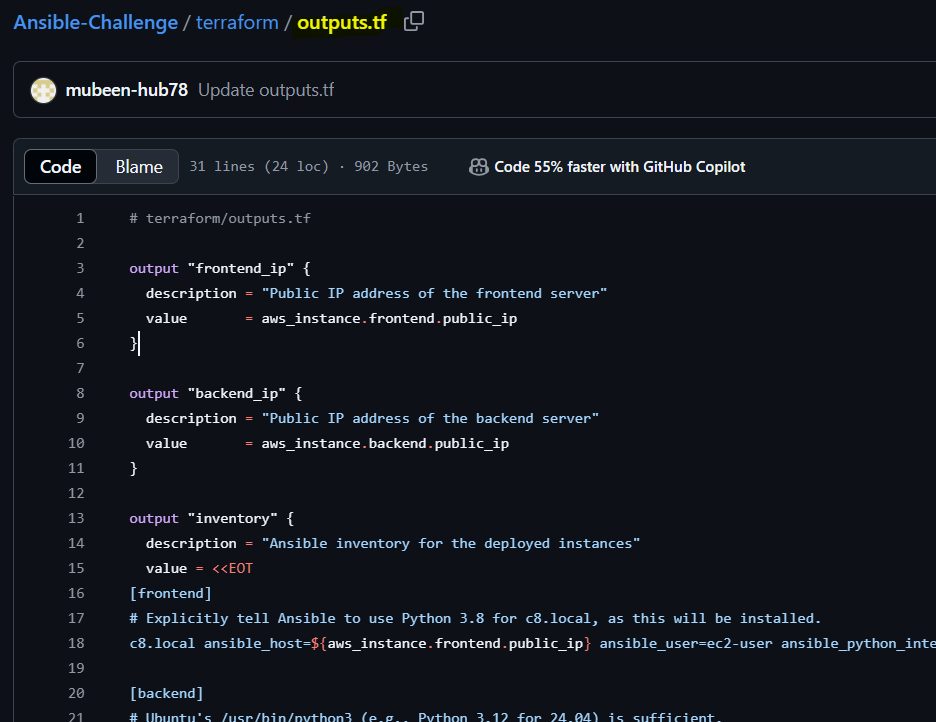 Ansible-Challenge / terraform / outputs.tf
mubeen-hub78 Update outputs.tf
Code Blame 31 lines (24 loc) · 902 Bytes Code 55% faster with GitHub Copilot
1 # terraform/outputs.tf
2
3 output "frontend_ip" {
4 description = "Public IP address of the frontend server"
5 value = aws_instance.frontend.public_ip
6 }
7
8 output "backend_ip" {
9 description = "Public IP address of the backend server"
10 value = aws_instance.backend.public_ip
11 }
12
13 output "inventory" {
14 description = "Ansible inventory for the deployed instances"
15 value = <<EOT
16 [frontend]
17 # Explicitly tell Ansible to use Python 3.8 for c8.local, as this will be installed.
18 c8.local ansible_host=${aws_instance.frontend.public_ip} ansible_user=ec2-user ansible_python_inte
19
20 [backend]
21 # Ubuntu's /usr/bin/python3 (e.g., Python 3.12 for 24.04) is sufficient.